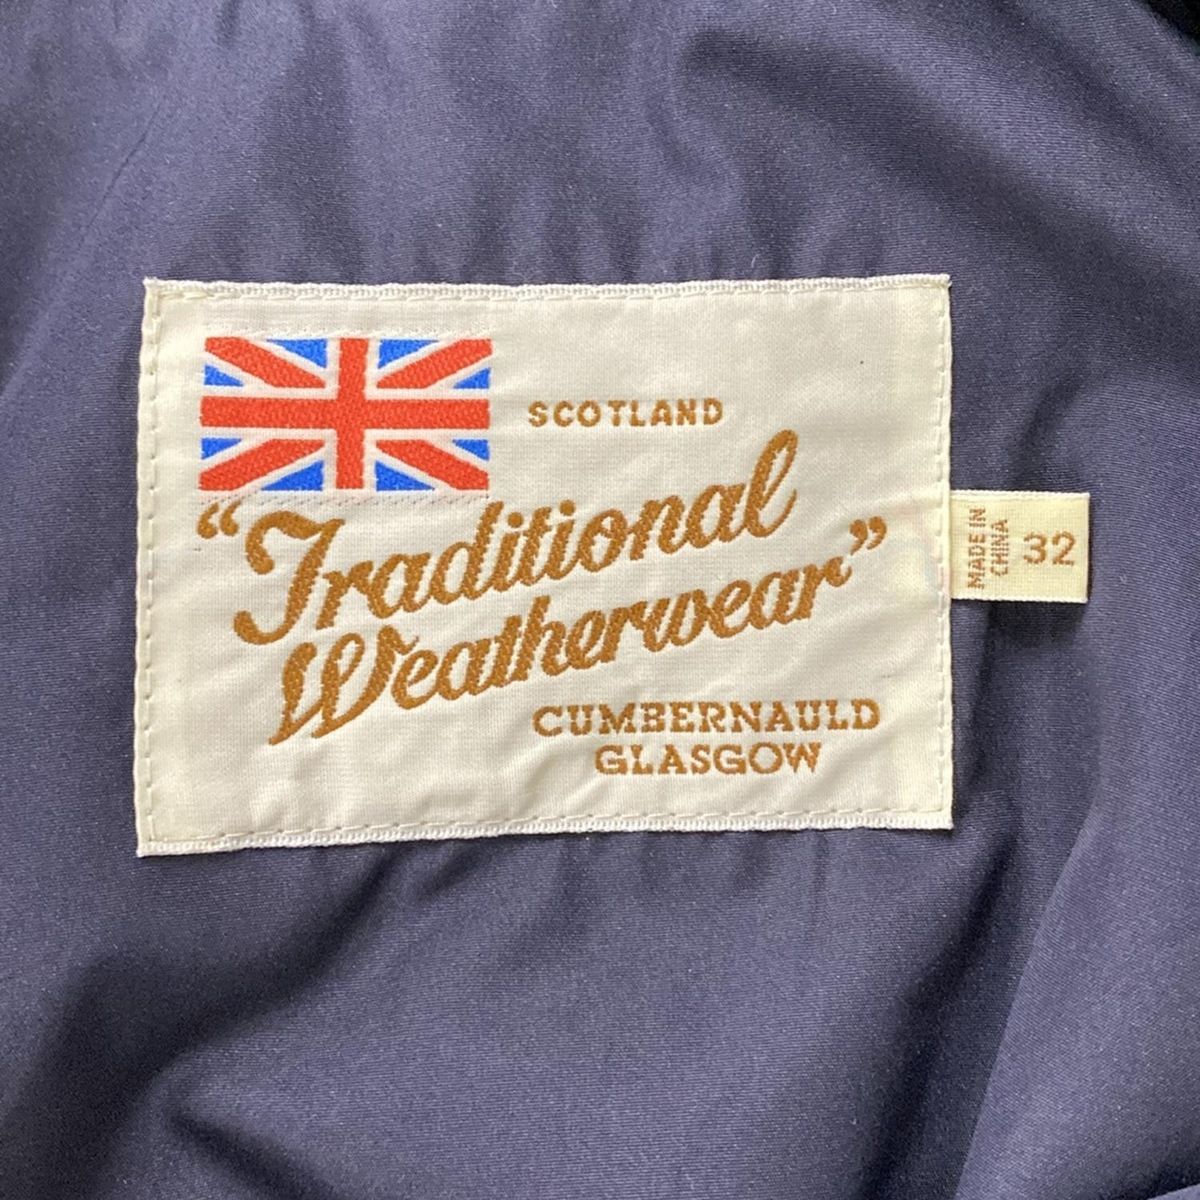 SCOTLAND
“Traditional
Weatherwear”
CUMBERNAULD
GLASGOW
MADE IN
CHINA
32